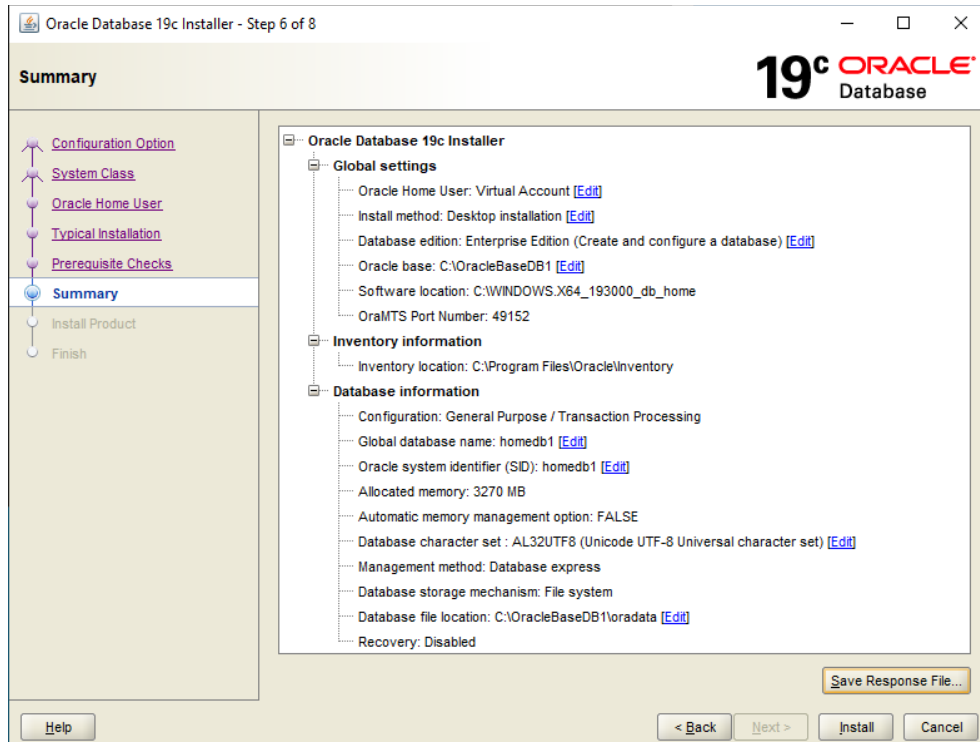 Oracle Database 19c Installer - Step 6 of 8
Summary
19c ORACLE
Database
Configuration Option
System Class
Oracle Home User
Typical Installation
Prerequisite Checks
Summary
Install Product
Finish
Oracle Database 19c Installer
Global settings
Oracle Home User: Virtual Account [Edit]
Install method: Desktop installation [Edit]
Database edition: Enterprise Edition (Create and configure a database) [Edit]
Oracle base: C:\OracleBaseDB1 [Edit]
Software location: C:\WINDOWS.X64_193000_db_home
OraMTS Port Number: 49152
Inventory information
Inventory location: C:\Program Files\Oracle\Inventory
Database information
Configuration: General Purpose / Transaction Processing
Global database name: homedb1 [Edit]
Oracle system identifier (SID): homedb1 [Edit]
Allocated memory: 3270 MB
Automatic memory management option: FALSE
Database character set : AL32UTF8 (Unicode UTF-8 Universal character set) [Edit]
Management method: Database express
Database storage mechanism: File system
Database file location: C:\OracleBaseDB1\oradata [Edit]
Recovery: Disabled
Save Response File...
Help
< Back
Next >
Install
Cancel